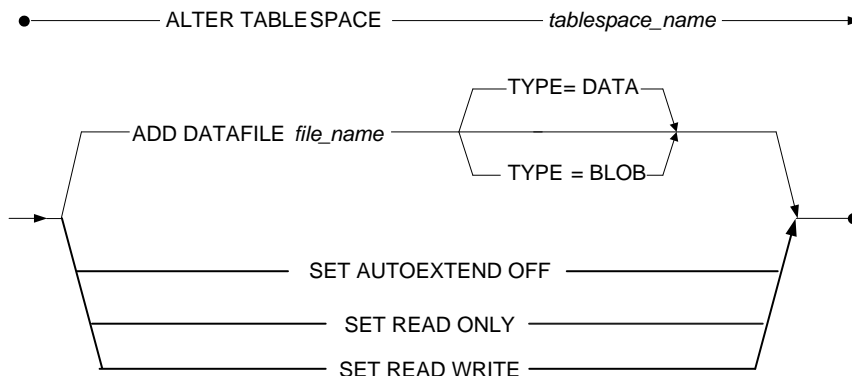 ALTER TABLESPACE tablespace_name
TYPE= DATA
ADD DATAFILE file_name
TYPE = BLOB
SET AUTOEXTEND OFF
SET READ ONLY
SET READ WRITE